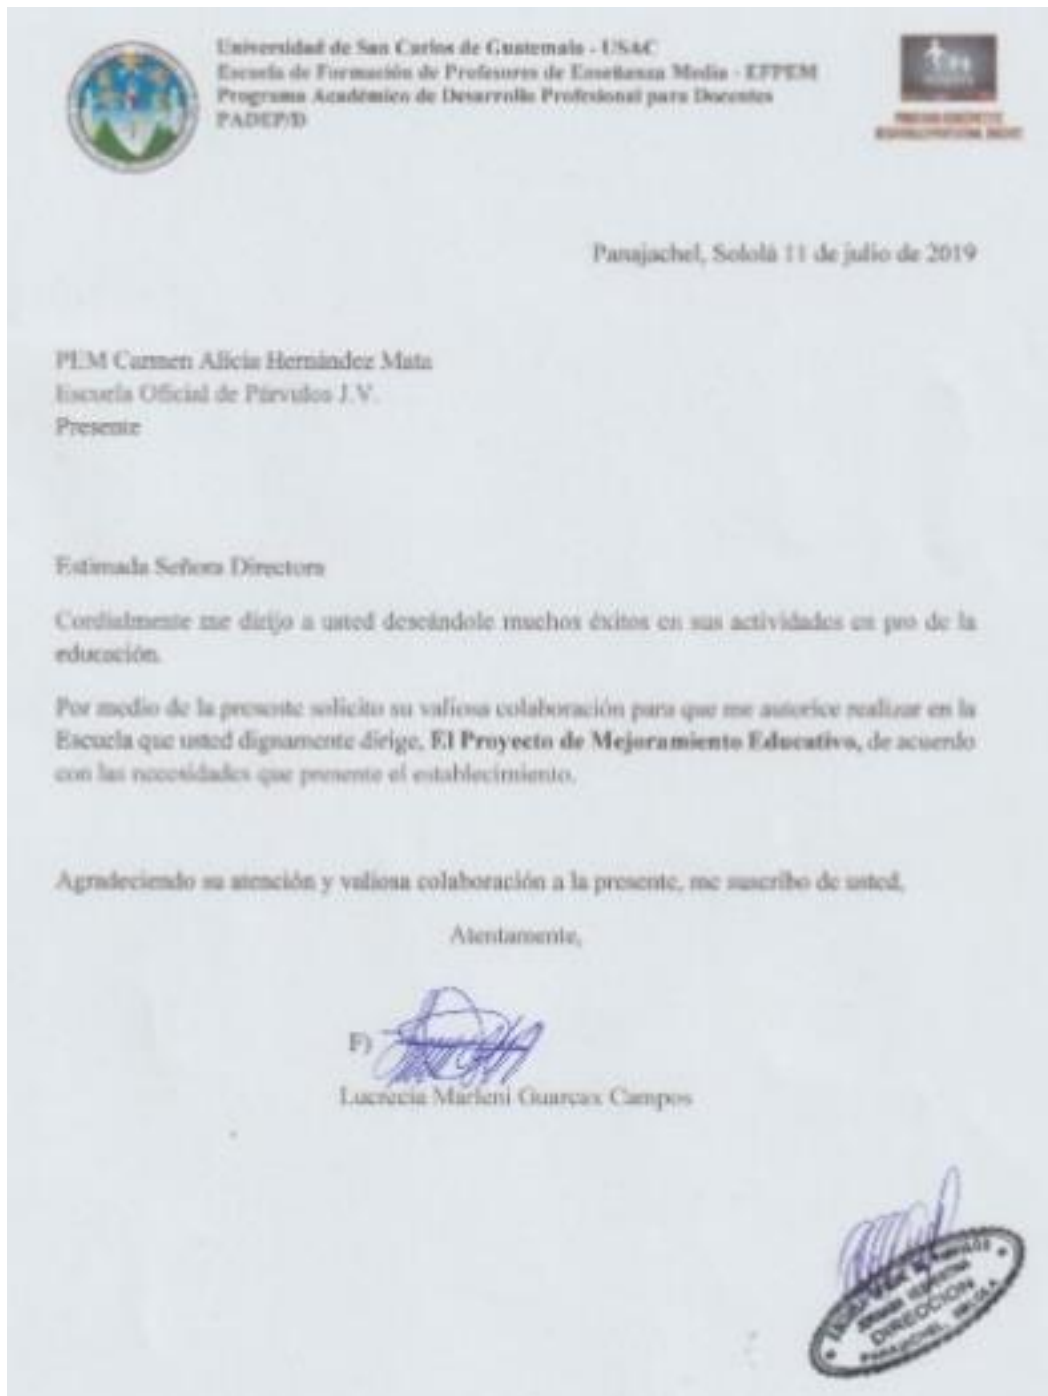 Universidad de San Carlos de Guatemala - USAC
Escuela de Formación de Profesores de Enseñanza Media - EFPEM
Programa Académico de Desarrollo Profesional para Docentes
PADEP/D
Panajachel, Sololá 11 de julio de 2019
PEM Carmen Alicia Hernández Mata
Escuela Oficial de Párvulos J.V.
Presente
Estimada Señora Directora
Cordialmente me dirijo a usted deseándole muchos éxitos en sus actividades en pro de la
educación.
Por medio de la presente solicito su valiosa colaboración para que me autorice realizar en la
Escuela que usted dignamente dirige, El Proyecto de Mejoramiento Educativo, de acuerdo
con las necesidades que presente el establecimiento.
Agradeciendo su atención y valiosa colaboración a la presente, me suscribo de usted,
Atentamente,
F)
Lucrecia Marleni Guarcax Campos
JORNADA VESPERTINA
DIRECCION
PANAJACHEL, SOLOLA